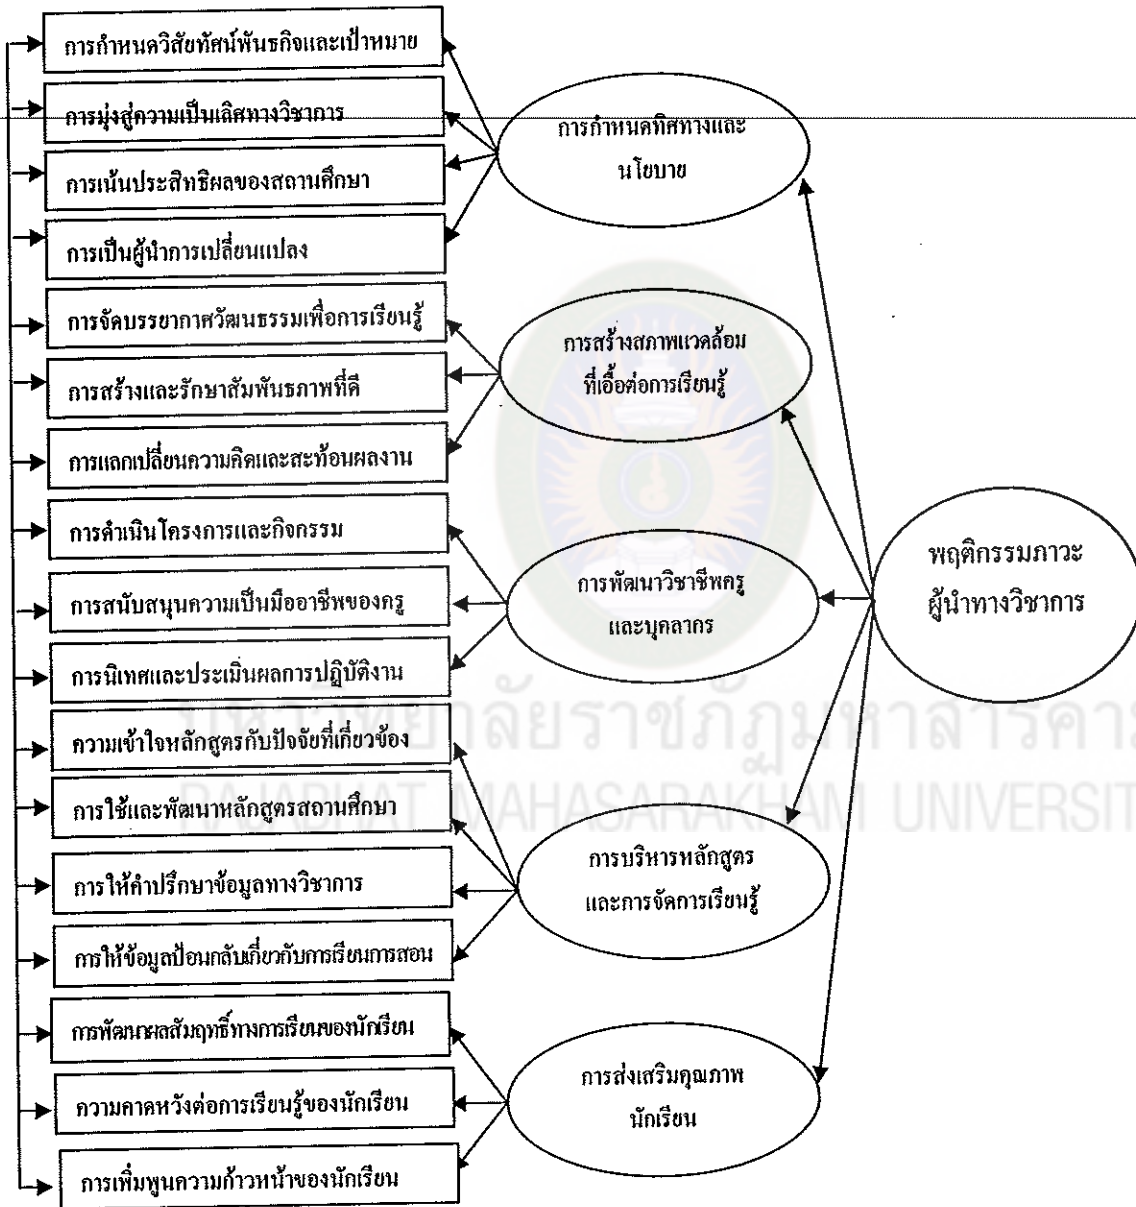 การกำหนดวิสัยทัศน์พันธกิจและเป้าหมาย
การมุ่งสู่ความเป็นเลิศทางวิชาการ
การเน้นประสิทธิผลของสถานศึกษา
การเป็นผู้นำการเปลี่ยนแปลง
การจัดบรรยากาศวัฒนธรรมเพื่อการเรียนรู้
การสร้างและรักษาสัมพันธภาพที่ดี
การแลกเปลี่ยนความคิดและสะท้อนผลงาน
การดำเนินโครงการและกิจกรรม
การสนับสนุนความเป็นมืออาชีพของครู
การนิเทศและประเมินผลการปฏิบัติงาน
ความเข้าใจหลักสูตรกับปัจจัยที่เกี่ยวข้อง
การใช้และพัฒนาหลักสูตรสถานศึกษา
การให้คำปรึกษาข้อมูลทางวิชาการ
การให้ข้อมูลป้อนกลับเกี่ยวกับการเรียนการสอน
การพัฒนาผลสัมฤทธิ์ทางการเรียนของนักเรียน
ความคาดหวังต่อการเรียนรู้ของนักเรียน
การเพิ่มพูนความก้าวหน้าของนักเรียน
การกำหนดทิศทางและ
นโยบาย
การสร้างสภาพแวดล้อม
ที่เอื้อต่อการเรียนรู้
การพัฒนาวิชาชีพครู
และบุคลากร
การบริหารหลักสูตร
และการจัดการเรียนรู้
การส่งเสริมคุณภาพ
นักเรียน
พฤติกรรมภาวะ
ผู้นำทางวิชาการ
มหาวิทยาลัยราชภัฏมหาสารคาม
RAJABHAT MAHASARAKHAM UNIVERSIT